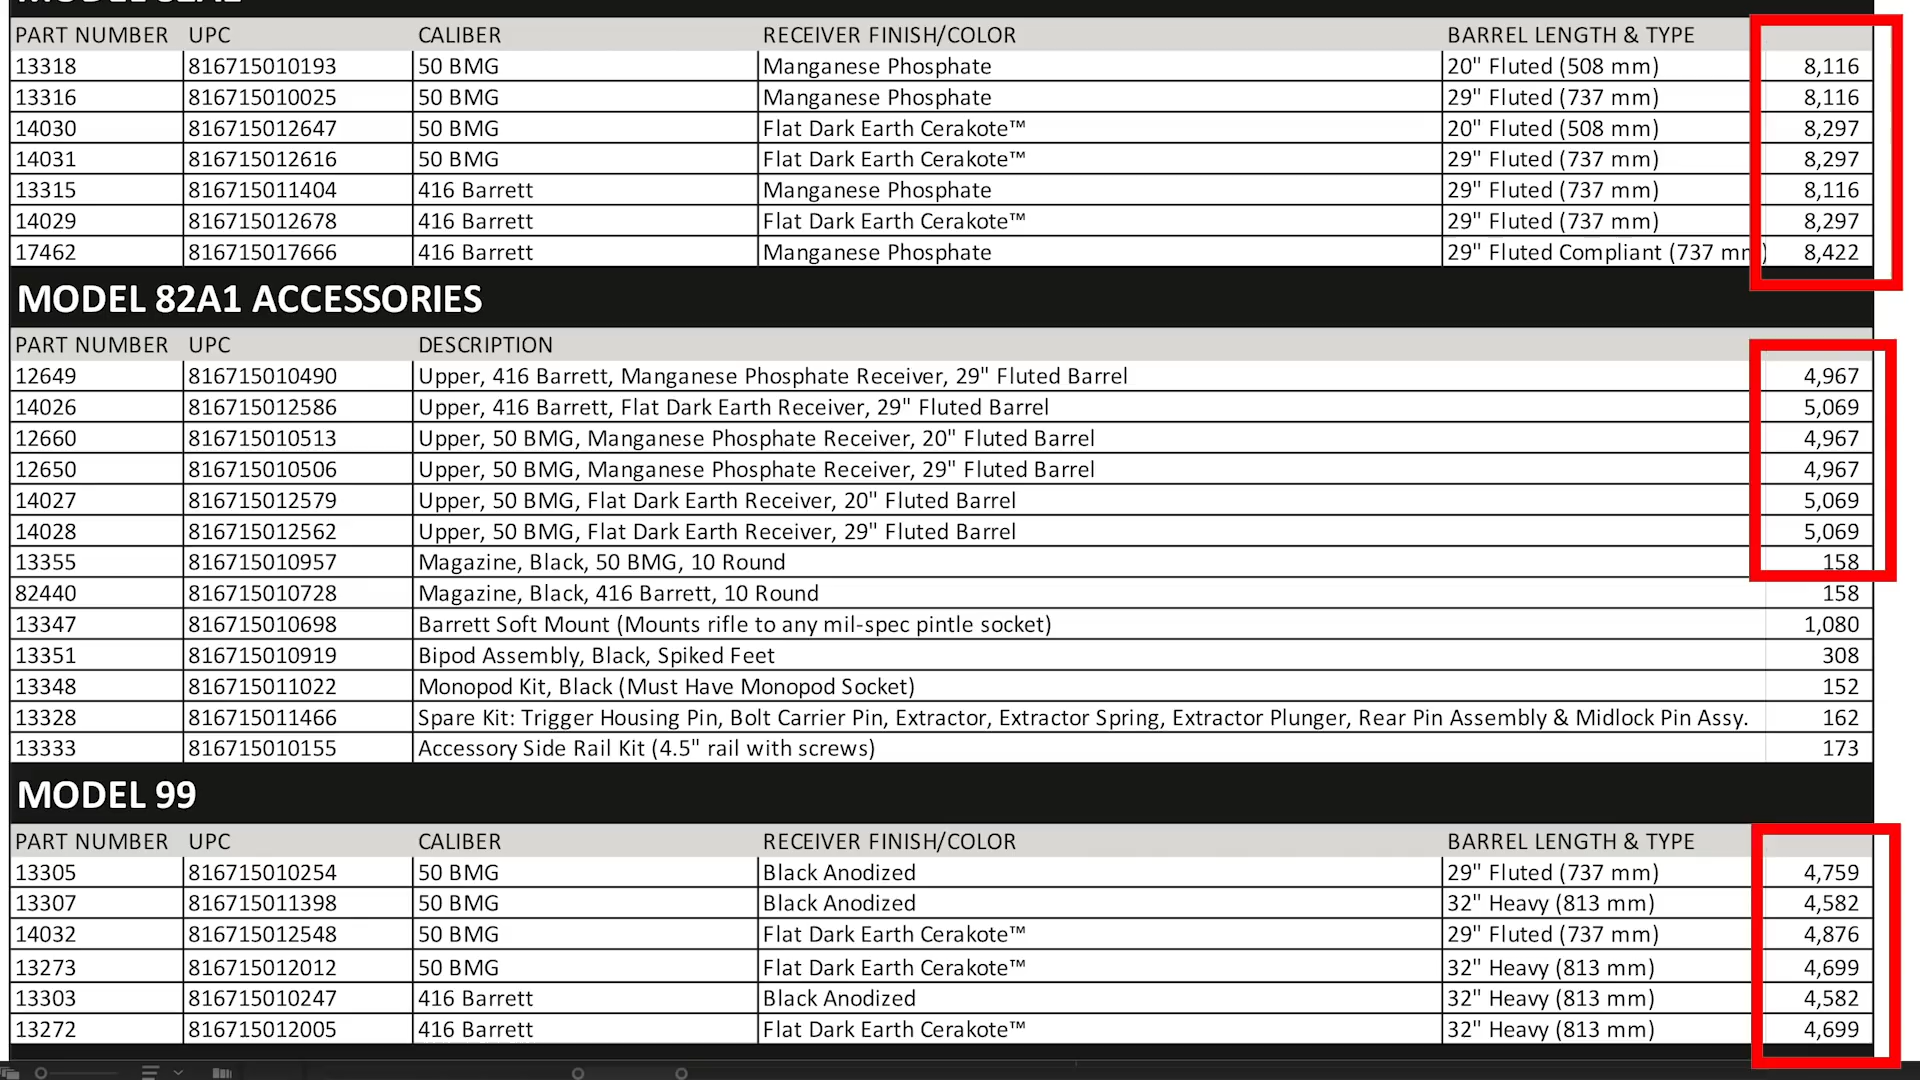 PART NUMBER UPC CALIBER RECEIVER FINISH/COLOR BARREL LENGTH & TYPE
13318 816715010193 50 BMG Manganese Phosphate 20" Fluted (508 mm) 8,116
13316 816715010025 50 BMG Manganese Phosphate 29" Fluted (737 mm) 8,116
14030 816715012647 50 BMG Flat Dark Earth Cerakote™ 20" Fluted (508 mm) 8,297
14031 816715012616 50 BMG Flat Dark Earth Cerakote™ 29" Fluted (737 mm) 8,297
13315 816715011404 416 Barrett Manganese Phosphate 29" Fluted (737 mm) 8,116
14029 816715012678 416 Barrett Flat Dark Earth Cerakote™ 29" Fluted (737 mm) 8,297
17462 816715017666 416 Barrett Manganese Phosphate 29" Fluted Compliant (737 mm) 8,422
MODEL 82A1 ACCESSORIES
PART NUMBER UPC DESCRIPTION
12649 816715010490 Upper, 416 Barrett, Manganese Phosphate Receiver, 29" Fluted Barrel 4,967
14026 816715012586 Upper, 416 Barrett, Flat Dark Earth Receiver, 29" Fluted Barrel 5,069
12660 816715010513 Upper, 50 BMG, Manganese Phosphate Receiver, 20" Fluted Barrel 4,967
12650 816715010506 Upper, 50 BMG, Manganese Phosphate Receiver, 29" Fluted Barrel 4,967
14027 816715012579 Upper, 50 BMG, Flat Dark Earth Receiver, 20" Fluted Barrel 5,069
14028 816715012562 Upper, 50 BMG, Flat Dark Earth Receiver, 29" Fluted Barrel 5,069
13355 816715010957 Magazine, Black, 50 BMG, 10 Round 158
82440 816715010728 Magazine, Black, 416 Barrett, 10 Round 158
13347 816715010698 Barrett Soft Mount (Mounts rifle to any mil-spec pintle socket) 1,080
13351 816715010919 Bipod Assembly, Black, Spiked Feet 308
13348 816715011022 Monopod Kit, Black (Must Have Monopod Socket) 152
13328 816715011466 Spare Kit: Trigger Housing Pin, Bolt Carrier Pin, Extractor, Extractor Spring, Extractor Plunger, Rear Pin Assembly & Midlock Pin Assy. 162
13333 816715010155 Accessory Side Rail Kit (4.5" rail with screws) 173
MODEL 99
PART NUMBER UPC CALIBER RECEIVER FINISH/COLOR BARREL LENGTH & TYPE
13305 816715010254 50 BMG Black Anodized 29" Fluted (737 mm) 4,759
13307 816715011398 50 BMG Black Anodized 32" Heavy (813 mm) 4,582
14032 816715012548 50 BMG Flat Dark Earth Cerakote™ 29" Fluted (737 mm) 4,876
13273 816715012012 50 BMG Flat Dark Earth Cerakote™ 32" Heavy (813 mm) 4,699
13303 816715010247 416 Barrett Black Anodized 32" Heavy (813 mm) 4,582
13272 816715012005 416 Barrett Flat Dark Earth Cerakote™ 32" Heavy (813 mm) 4,699